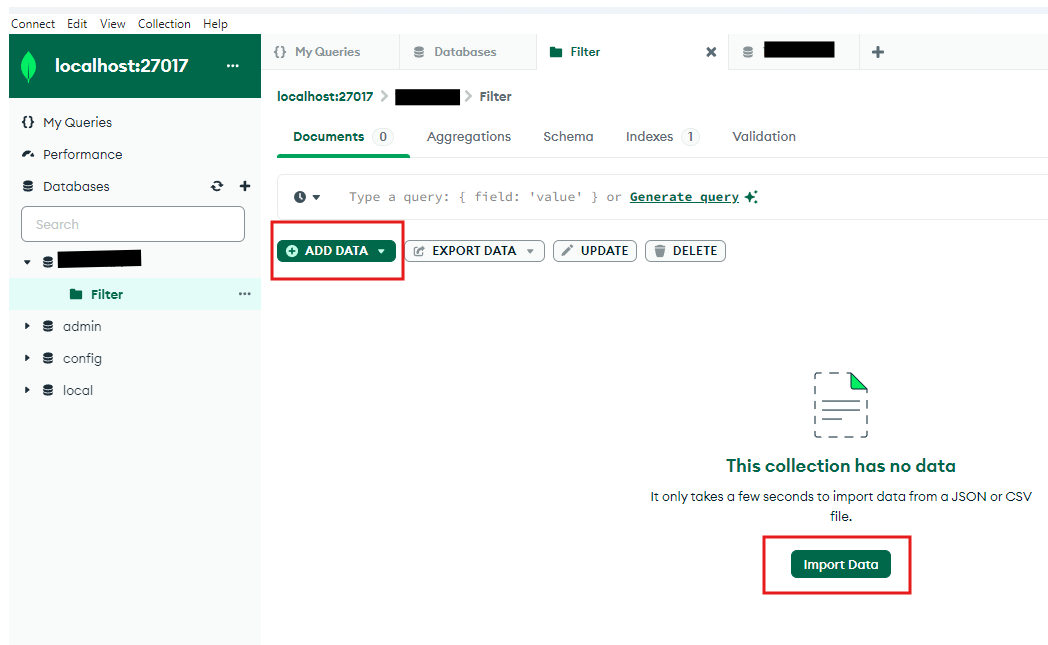 Connect Edit View Collection Help
localhost:27017 ...
{} My Queries
Performance
Databases
Search
Filter ...
admin
config
local
{} My Queries Databases Filter
localhost:27017 > > Filter
Documents 0 Aggregations Schema Indexes 1 Validation
Type a query: { field: 'value' } or Generate query
ADD DATA EXPORT DATA UPDATE DELETE
This collection has no data
It only takes a few seconds to import data from a JSON or CSV
file.
Import Data